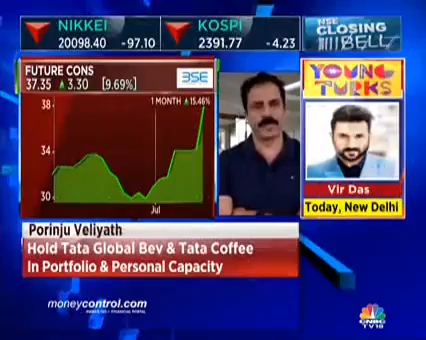 NIKKEI
20098.40 -97.10
KOSPI
2391.77 -4.23
NSE
CLOSING
BELL
FUTURE CONS
37.35 ▲ 3.30 [9.69%]
BSE
1 MONTH ▲ 15.46%
38
34
30
Jul
YOUNG
TURKS
Vir Das
Today, New Delhi
Porinju Veliyath
Hold Tata Global Bev & Tata Coffee
In Portfolio & Personal Capacity
moneycontrol.com
CNBC
TV18